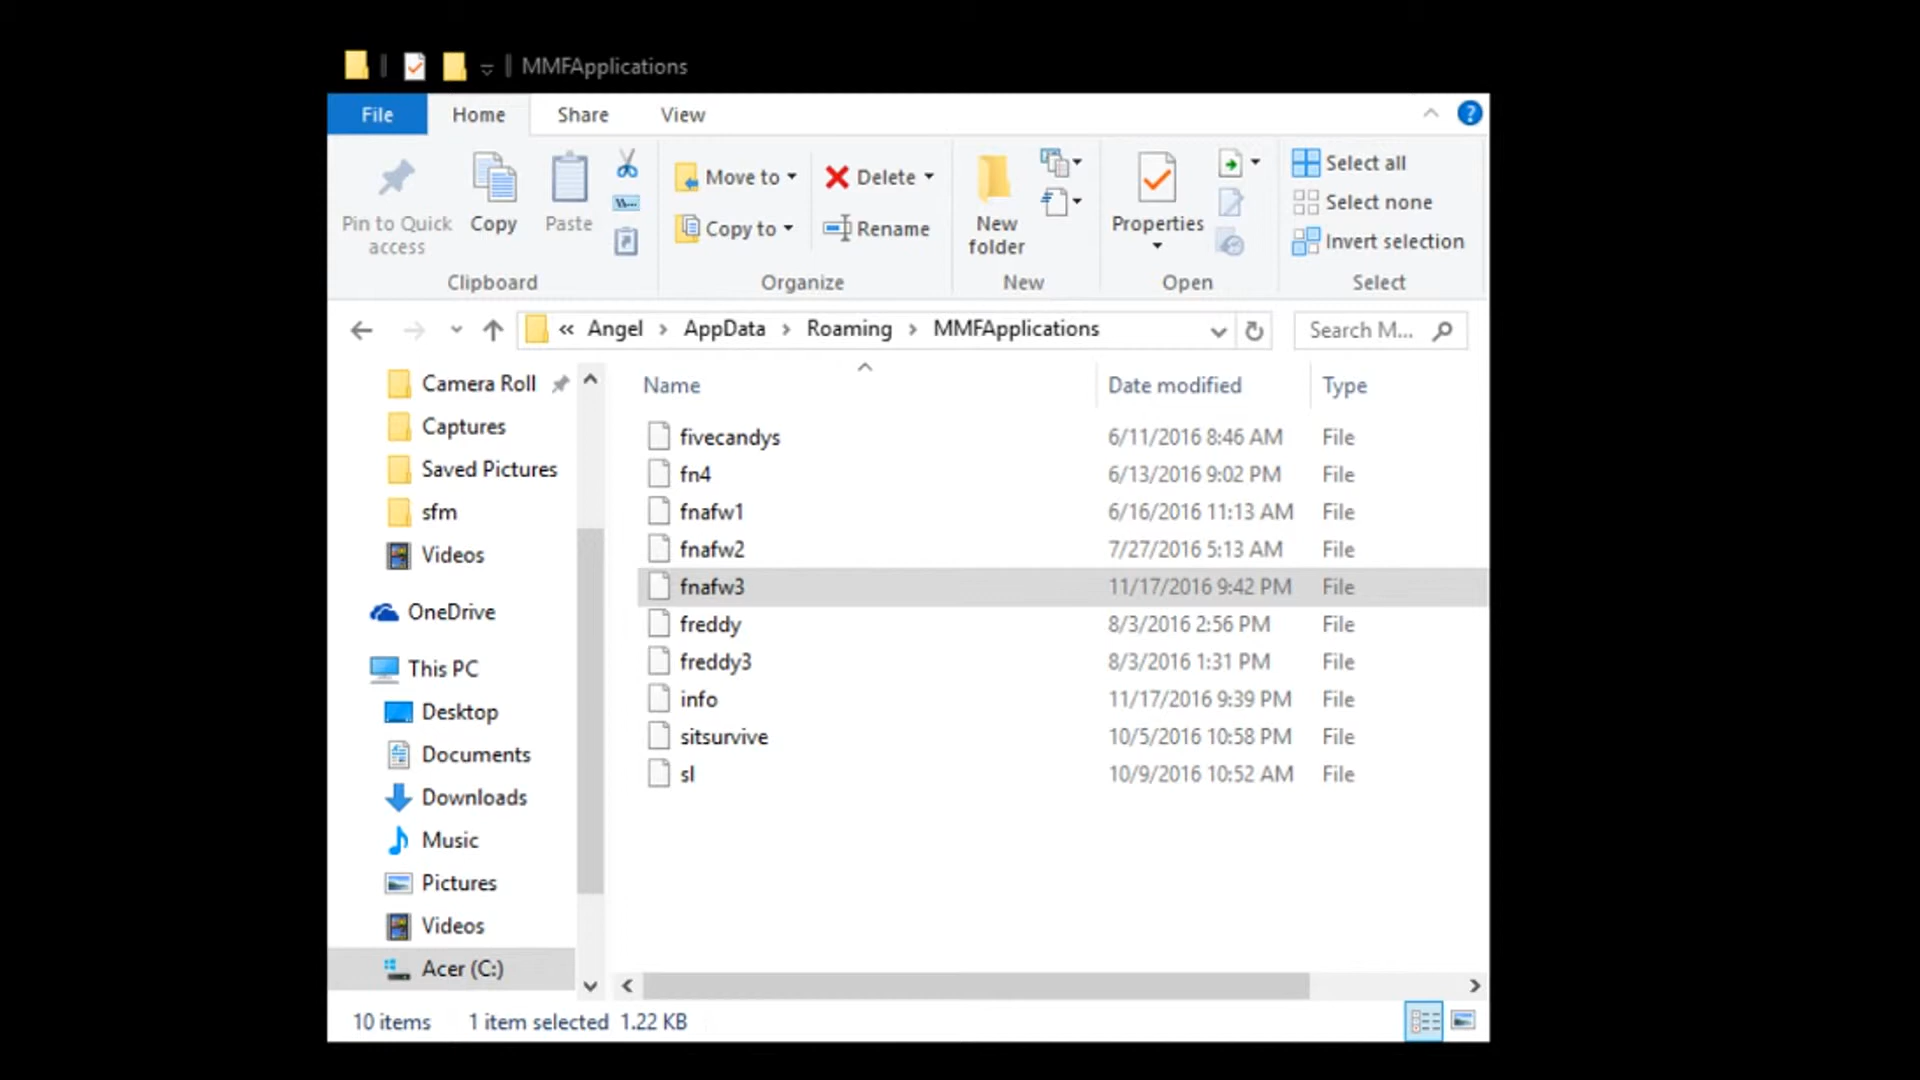 MMFApplications
File Home Share View
Pin to Quick access
Copy
Paste
Clipboard
Move to
Copy to
Delete
Rename
Organize
New folder
New
Properties
Open
Select all
Select none
Invert selection
Select
« Angel › AppData › Roaming › MMFApplications
Search M...
Camera Roll
Captures
Saved Pictures
sfm
Videos
OneDrive
This PC
Desktop
Documents
Downloads
Music
Pictures
Videos
Acer (C:)
Name Date modified Type
fivecandys 6/11/2016 8:46 AM File
fn4 6/13/2016 9:02 PM File
fnafw1 6/16/2016 11:13 AM File
fnafw2 7/27/2016 5:13 AM File
fnafw3 11/17/2016 9:42 PM File
freddy 8/3/2016 2:56 PM File
freddy3 8/3/2016 1:31 PM File
info 11/17/2016 9:39 PM File
sitsurvive 10/5/2016 10:58 PM File
sl 10/9/2016 10:52 AM File
10 items 1 item selected 1.22 KB